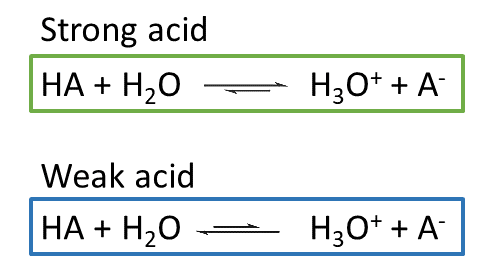 Strong acid
HA + H₂O ⇌ H₃O⁺ + A⁻
Weak acid
HA + H₂O ⇌ H₃O⁺ + A⁻